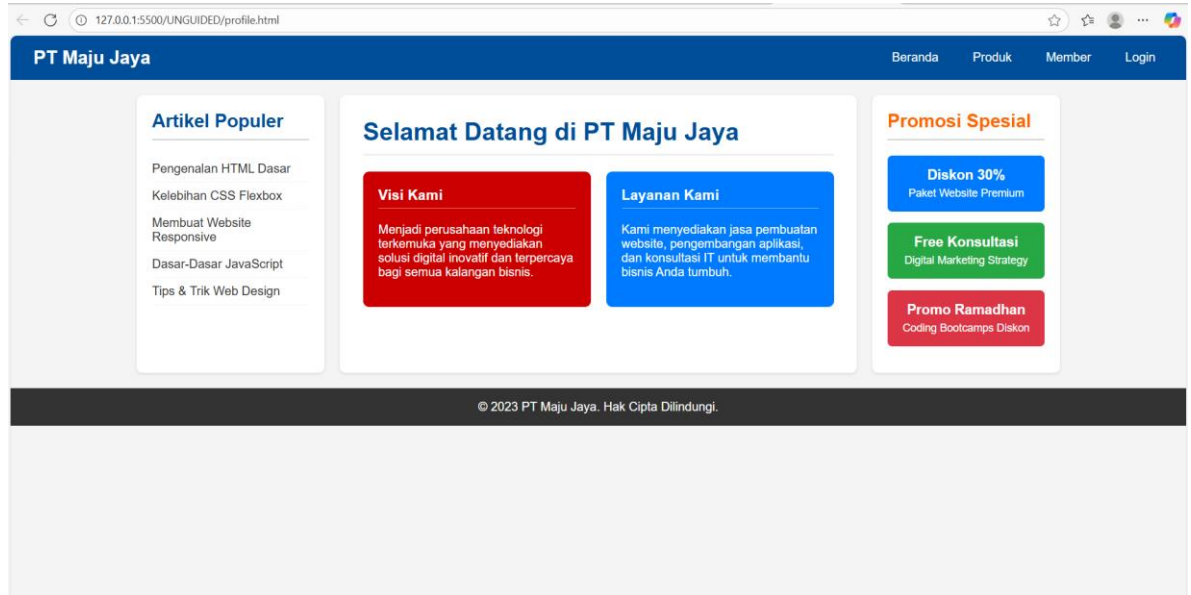 127.0.0.1:5500/UNGUIDED/profile.html
PT Maju Jaya
Beranda
Produk
Member
Login
Artikel Populer
Pengenalan HTML Dasar
Kelebihan CSS Flexbox
Membuat Website
Responsive
Dasar-Dasar JavaScript
Tips & Trik Web Design
Selamat Datang di PT Maju Jaya
Visi Kami
Menjadi perusahaan teknologi
terkemuka yang menyediakan
solusi digital inovatif dan terpercaya
bagi semua kalangan bisnis.
Layanan Kami
Kami menyediakan jasa pembuatan
website, pengembangan aplikasi,
dan konsultasi IT untuk membantu
bisnis Anda tumbuh.
Promosi Spesial
Diskon 30%
Paket Website Premium
Free Konsultasi
Digital Marketing Strategy
Promo Ramadhan
Coding Bootcamps Diskon
© 2023 PT Maju Jaya. Hak Cipta Dilindungi.